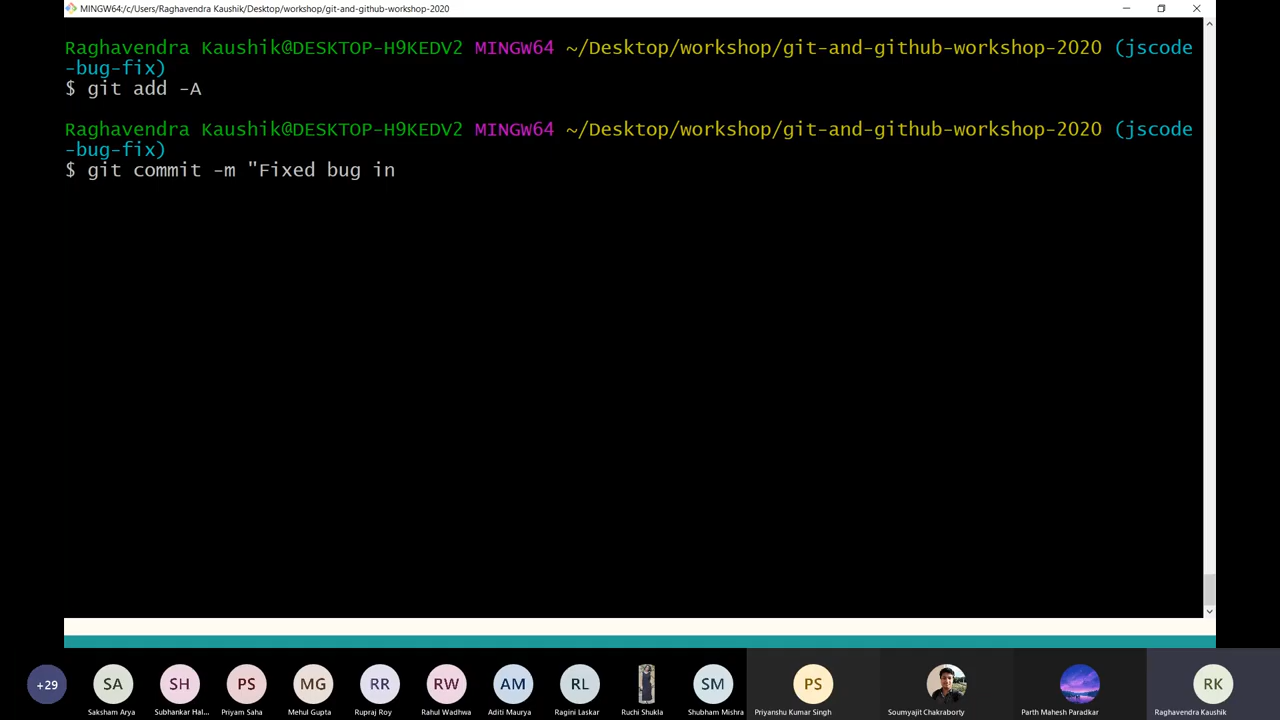 MINGW64:/c/Users/Raghavendra Kaushik/Desktop/workshop/git-and-github-workshop-2020
Raghavendra Kaushik@DESKTOP-H9KEDV2 MINGW64 ~/Desktop/workshop/git-and-github-workshop-2020 (jscode
-bug-fix)
$ git add -A
Raghavendra Kaushik@DESKTOP-H9KEDV2 MINGW64 ~/Desktop/workshop/git-and-github-workshop-2020 (jscode
-bug-fix)
$ git commit -m "Fixed bug in
+29 SA SH PS MG RR RW AM RL SM PS RK
Saksham Arya Subhankar Hal... Priyam Saha Mehul Gupta Rupraj Roy Rahul Wadhwa Aditi Maurya Ragini Laskar Ruchi Shukla Shubham Mishra Priyanshu Kumar Singh Soumyajit Chakraborty Parth Mahesh Paradkar Raghavendra Kaushik